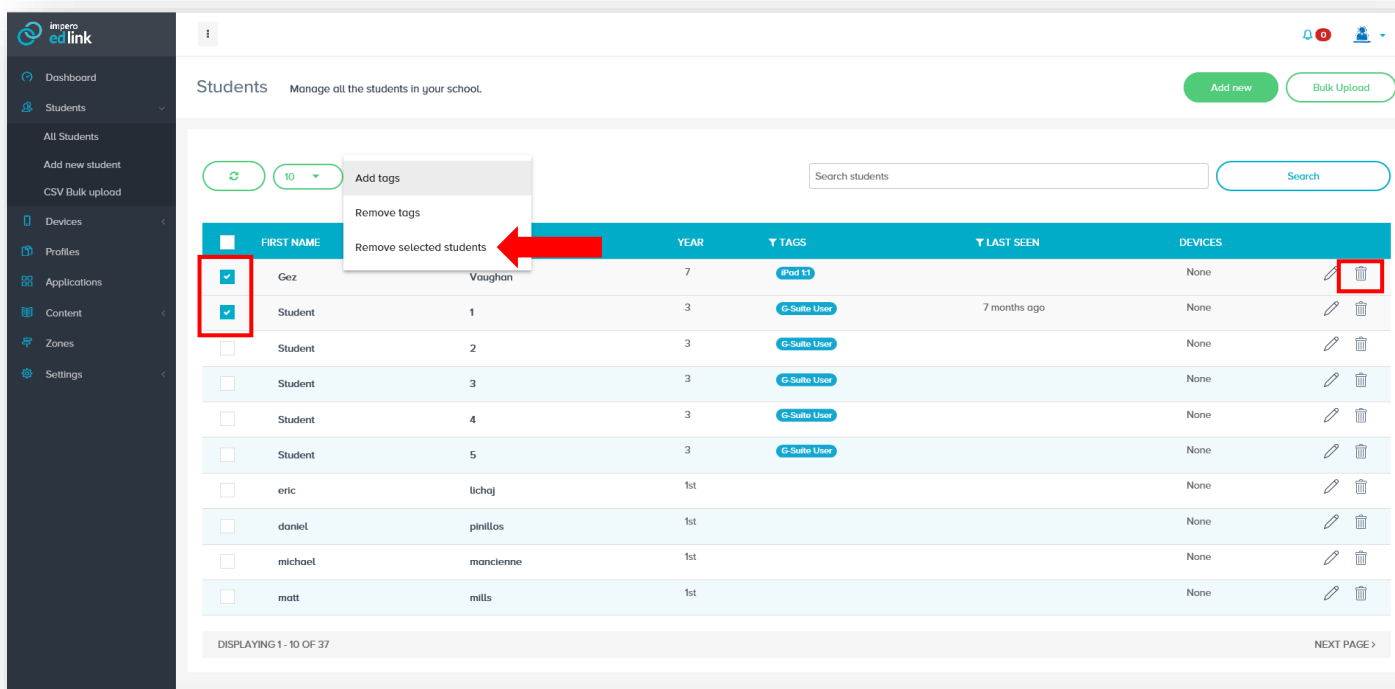 impero
edlink
0
Dashboard
Students
All Students
Add new student
CSV Bulk upload
Devices
Profiles
Applications
Content
Zones
Settings
Students Manage all the students in your school.
Add new Bulk Upload
10
Add tags
Remove tags
Remove selected students
Search students Search
FIRST NAME YEAR TAGS LAST SEEN DEVICES
Gez Vaughan 7 iPad 1:1 None
Student 1 3 G-Suite User 7 months ago None
Student 2 3 G-Suite User None
Student 3 3 G-Suite User None
Student 4 3 G-Suite User None
Student 5 3 G-Suite User None
eric lichaj 1st None
daniel pinillos 1st None
michael mancienne 1st None
matt mills 1st None
DISPLAYING 1 - 10 OF 37 NEXT PAGE >